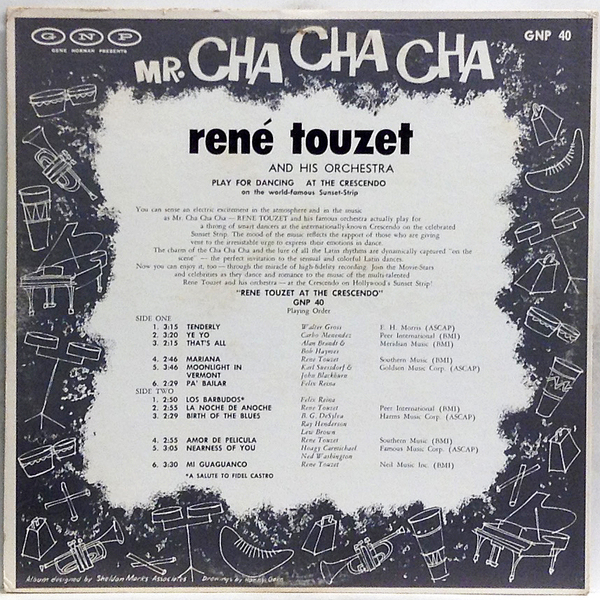 GNP
GENE NORMAN PRESENTS
GNP 40
MR. CHA CHA CHA
rené touzet
AND HIS ORCHESTRA
PLAY FOR DANCING AT THE CRESCENDO
on the world-famous Sunset-Strip
You can sense an electric excitement in the atmosphere and in the music
as Mr. Cha Cha Cha — RENE TOUZET and his famous orchestra actually play for
a throng of smart dancers at the internationally-known Crescendo on the celebrated
Sunset Strip. The mood of the music reflects the rapport of those who are giving
vent to the irresistable urge to express their emotions in dance.
The charm of the Cha Cha Cha and the lure of all the Latin rhythms are dynamically captured "on the
scene" — the perfect invitation to the sensual and colorful Latin dances.
Now you can enjoy it, too — through the miracle of high-fidelity recording. Join the Movie-Stars
and celebrities as they dance and romance to the music of the multi-talented
Rene Touzet and his orchestra — at the Crescendo on Hollywood's Sunset Strip!
"RENE TOUZET AT THE CRESCENDO"
GNP 40
Playing Order
SIDE ONE
1. 3:15 TENDERLY Walter Gross E. H. Morris (ASCAP)
2. 3:20 YE YO Carbo Menendez Peer International (BMI)
3. 2:15 THAT'S ALL Alan Brandt & Meridian Music (BMI)
Bob Haymes
4. 2:46 MARIANA Rene Touzet Southern Music (BMI)
5. 3:46 MOONLIGHT IN Karl Suessdorf & Goldsen Music Corp. (ASCAP)
VERMONT John Blackburn
6. 2:29 PA' BAILAR Felix Reina
SIDE TWO
1. 2:50 LOS BARBUDOS* Felix Reina
2. 2:55 LA NOCHE DE ANOCHE Rene Touzet Peer International (BMI)
3. 2:29 BIRTH OF THE BLUES B. G. DeSylva Harms Music Corp. (ASCAP)
Ray Henderson
Lew Brown
4. 2:55 AMOR DE PELICULA Rene Touzet Southern Music (BMI)
5. 3:05 NEARNESS OF YOU Hoagy Carmichael Famous Music Corp. (ASCAP)
Ned Washington
6. 3:30 MI GUAGUANCO Rene Touzet Neil Music Inc. (BMI)
*A SALUTE TO FIDEL CASTRO
Album designed by Sheldon Marks Associates Drawings by